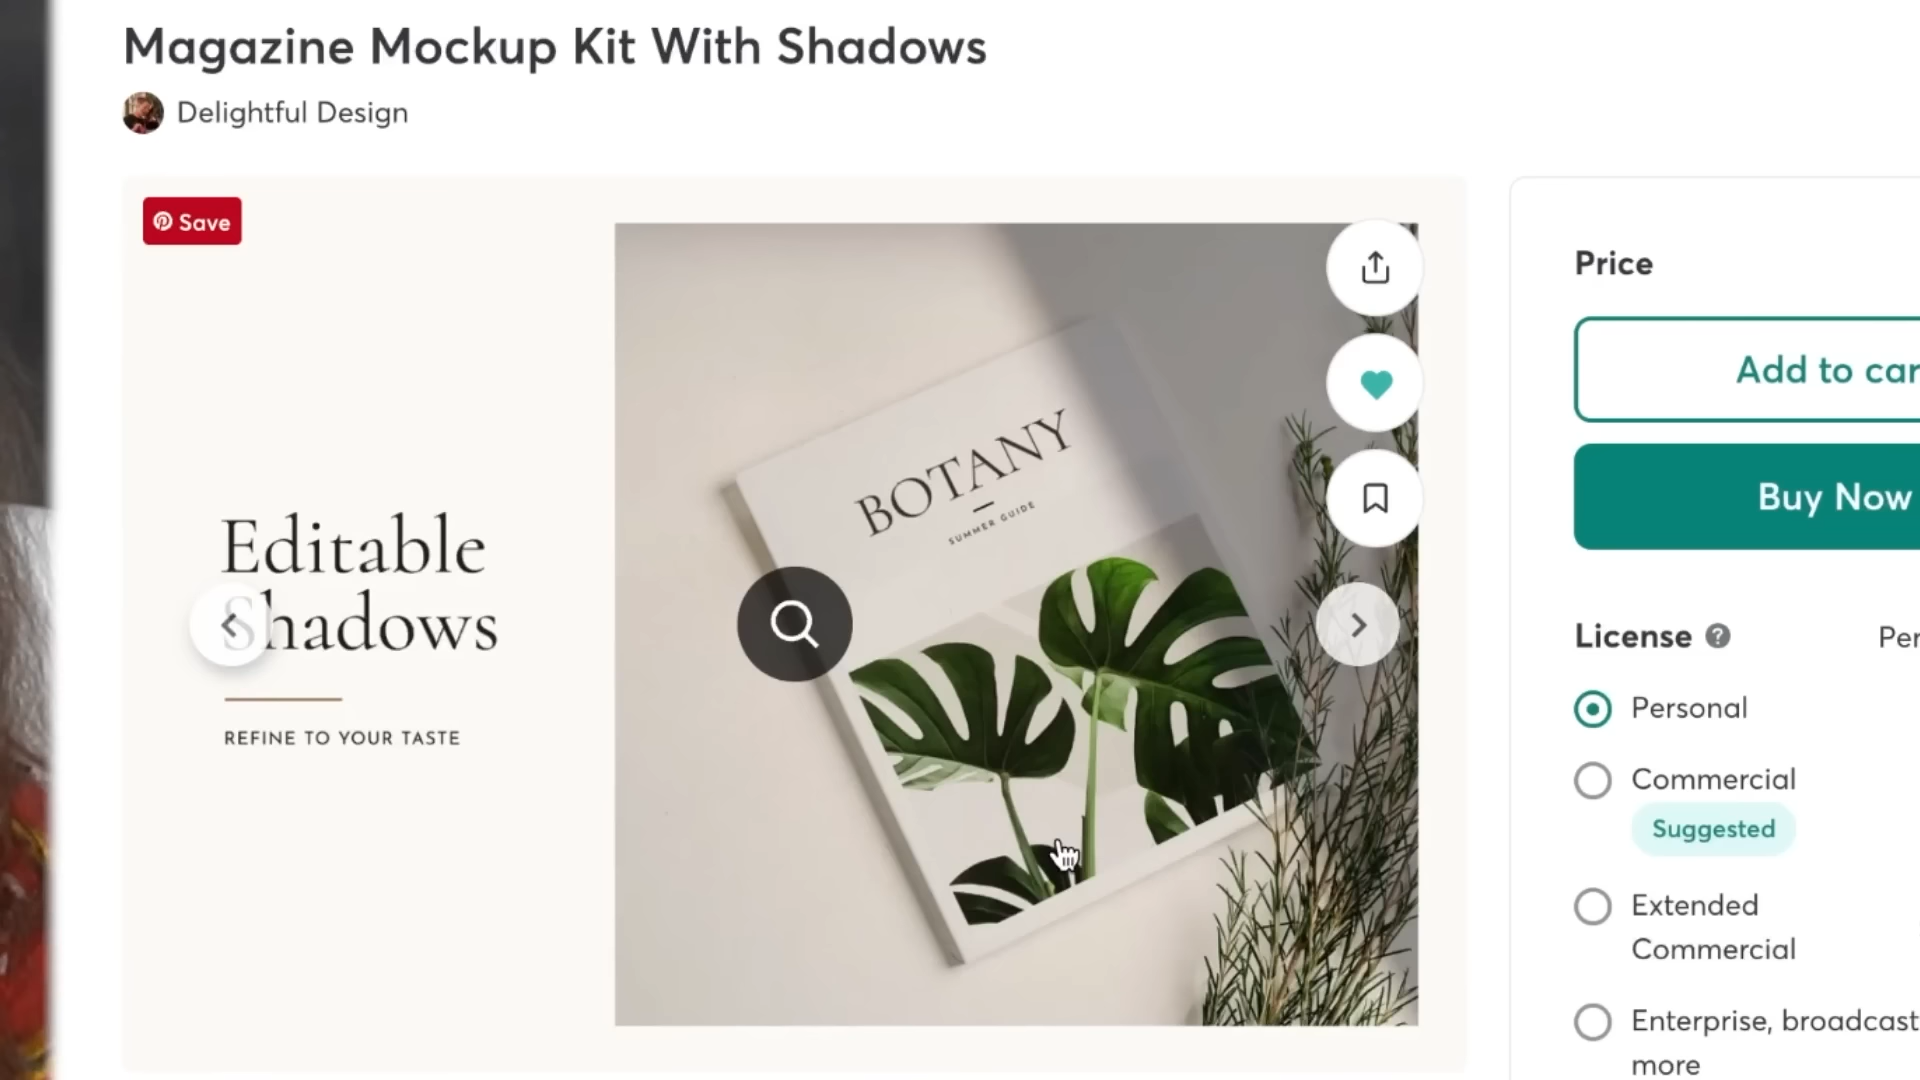 Magazine Mockup Kit With Shadows
Delightful Design
Save
Editable
Shadows
REFINE TO YOUR TASTE
BOTANY
SUMMER GUIDE
Price
Add to car
Buy Now
License ?
Per
Personal
Commercial
Suggested
Extended
Commercial
Enterprise, broadcast
more